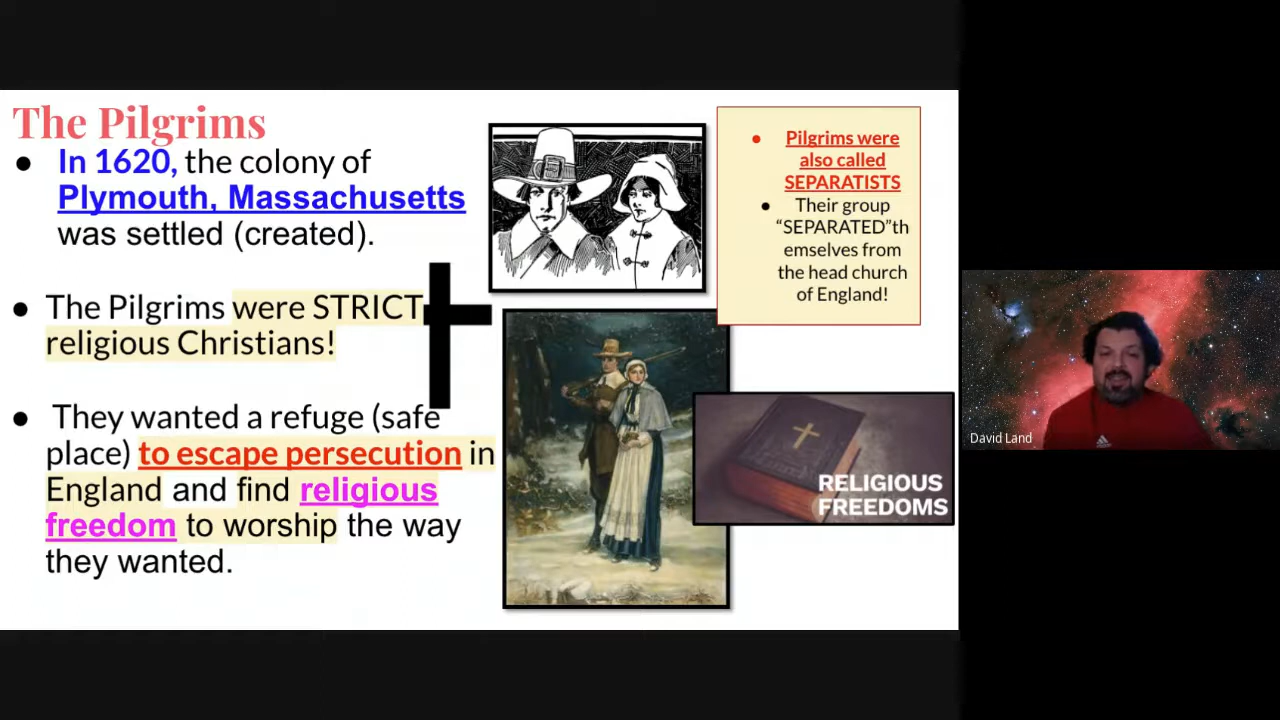 The Pilgrims
● In 1620, the colony of
Plymouth, Massachusetts
was settled (created).
● The Pilgrims were STRICT
religious Christians!
● They wanted a refuge (safe
place) to escape persecution in
England and find religious
freedom to worship the way
they wanted.
● Pilgrims were
also called
SEPARATISTS
● Their group
“SEPARATED”th
emselves from
the head church
of England!
RELIGIOUS
FREEDOMS
David Land